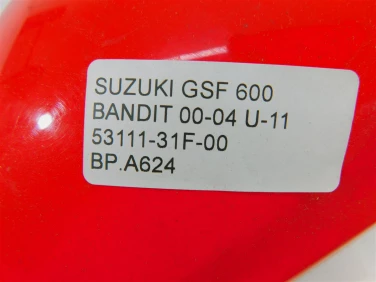 SUZUKI GSF 600
BANDIT 00-04 U-11
53111-31F-00
BP.A624